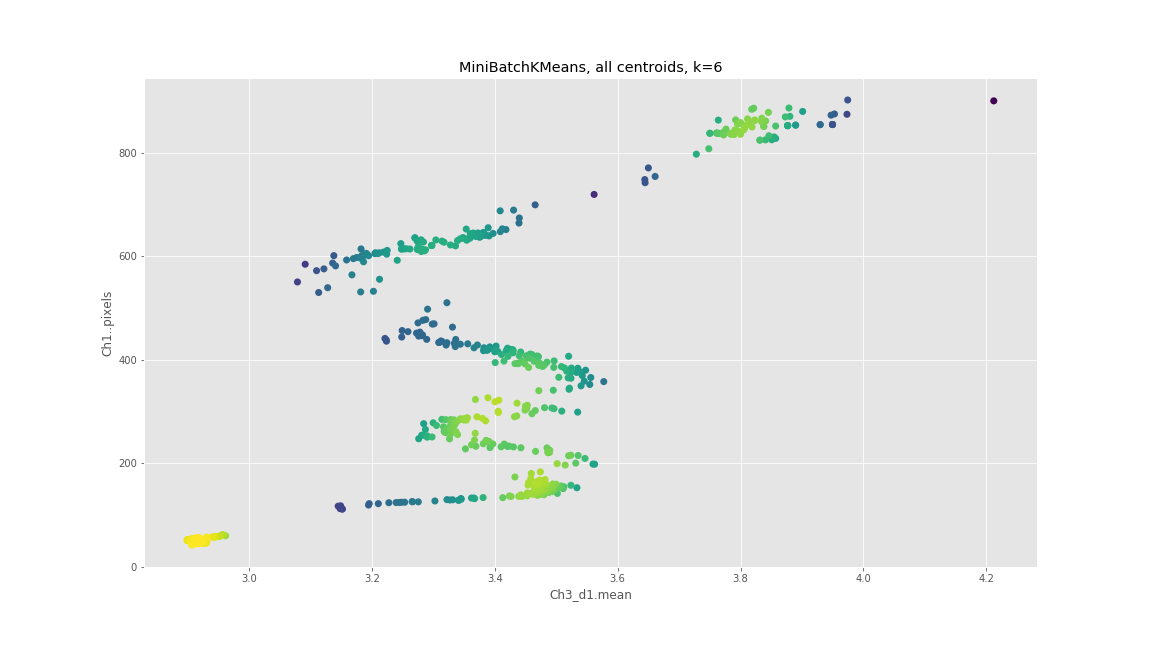 MiniBatchKMeans, all centroids, k=6
800
600
400
200
0
Ch1..pixels
3.0 3.2 3.4 3.6 3.8 4.0 4.2
Ch3_d1.mean